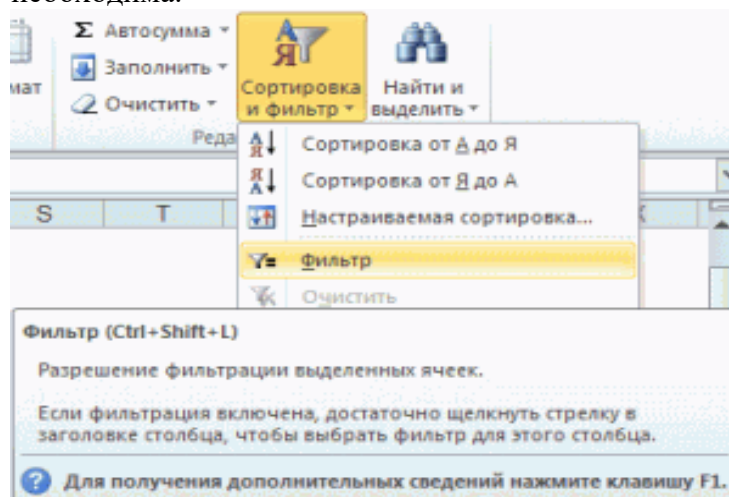 необходима.
Σ Автосумма
Заполнить
мат
Очистить
Сортировка
и фильтр
Найти и
выделить
Реда
Сортировка от А до Я
Сортировка от Я до А
S T
Настраиваемая сортировка...
Фильтр
Очистить
Фильтр (Ctrl+Shift+L)
Разрешение фильтрации выделенных ячеек.
Если фильтрация включена, достаточно щелкнуть стрелку в
заголовке столбца, чтобы выбрать фильтр для этого столбца.
Для получения дополнительных сведений нажмите клавишу F1.